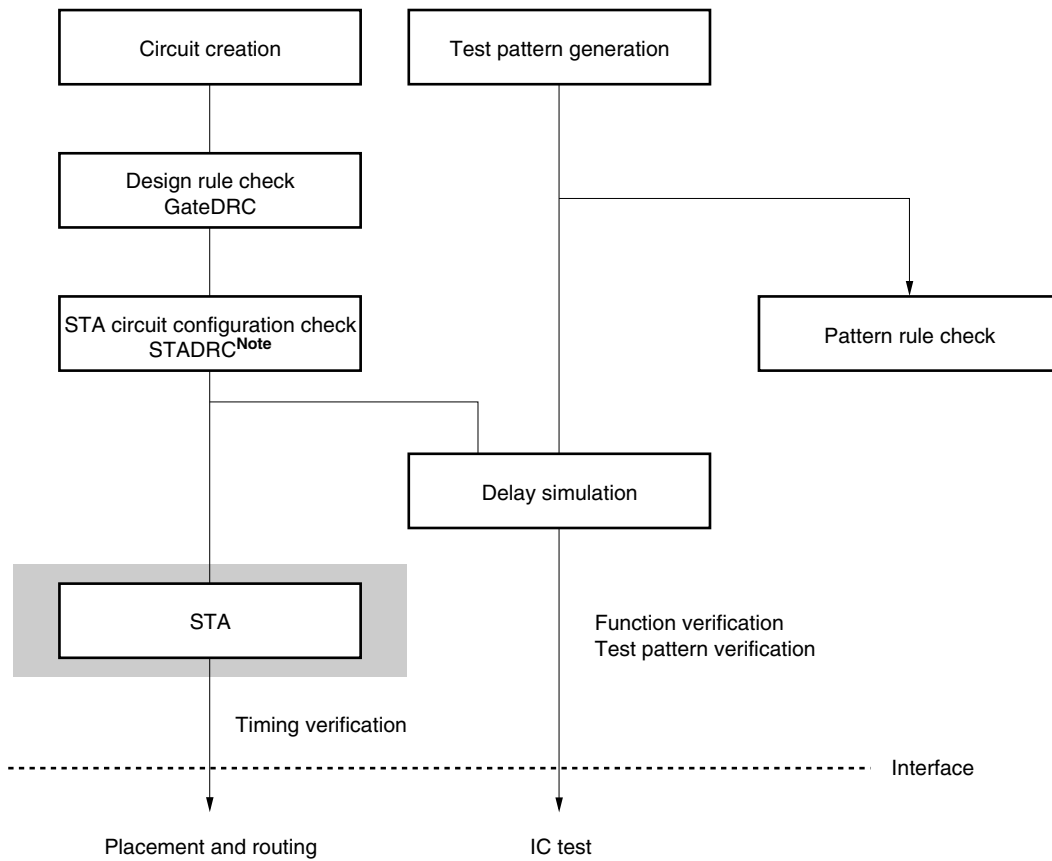 Circuit creation
Test pattern generation
Design rule check
GateDRC
STA circuit configuration check
STADRCNote
Pattern rule check
Delay simulation
STA
Function verification
Test pattern verification
Timing verification
Interface
Placement and routing
IC test